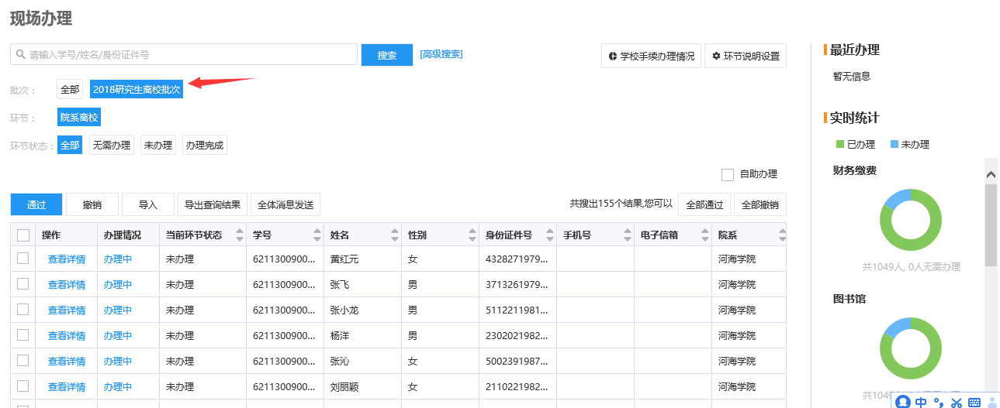 现场办理
请输入学号/姓名/身份证件号 搜索 [高级搜索] 学校手续办理情况 环节说明设置
批次： 全部 2018研究生离校批次
环节： 院系离校
环节状态： 全部 无需办理 未办理 办理完成
自助办理
通过 撤销 导入 导出查询结果 全体消息发送 共搜出155个结果,您可以 全部通过 全部撤销
操作 办理情况 当前环节状态 学号 姓名 性别 身份证件号 手机号 电子信箱 院系
查看详情 办理中 未办理 6211300900... 黄红元 女 4328271979... 河海学院
查看详情 办理中 未办理 6211300900... 张飞 男 3713261979... 河海学院
查看详情 办理中 未办理 6211300900... 张小龙 男 5112211981... 河海学院
查看详情 办理中 未办理 6211300900... 杨洋 男 2302021982... 河海学院
查看详情 办理中 未办理 6211300900... 张沁 女 5002391987... 河海学院
查看详情 办理中 未办理 6211300900... 刘丽颖 女 2110221982... 河海学院
最近办理
暂无信息
实时统计
已办理 未办理
财务缴费
共1049人, 0人无需办理
图书馆
共1049
中